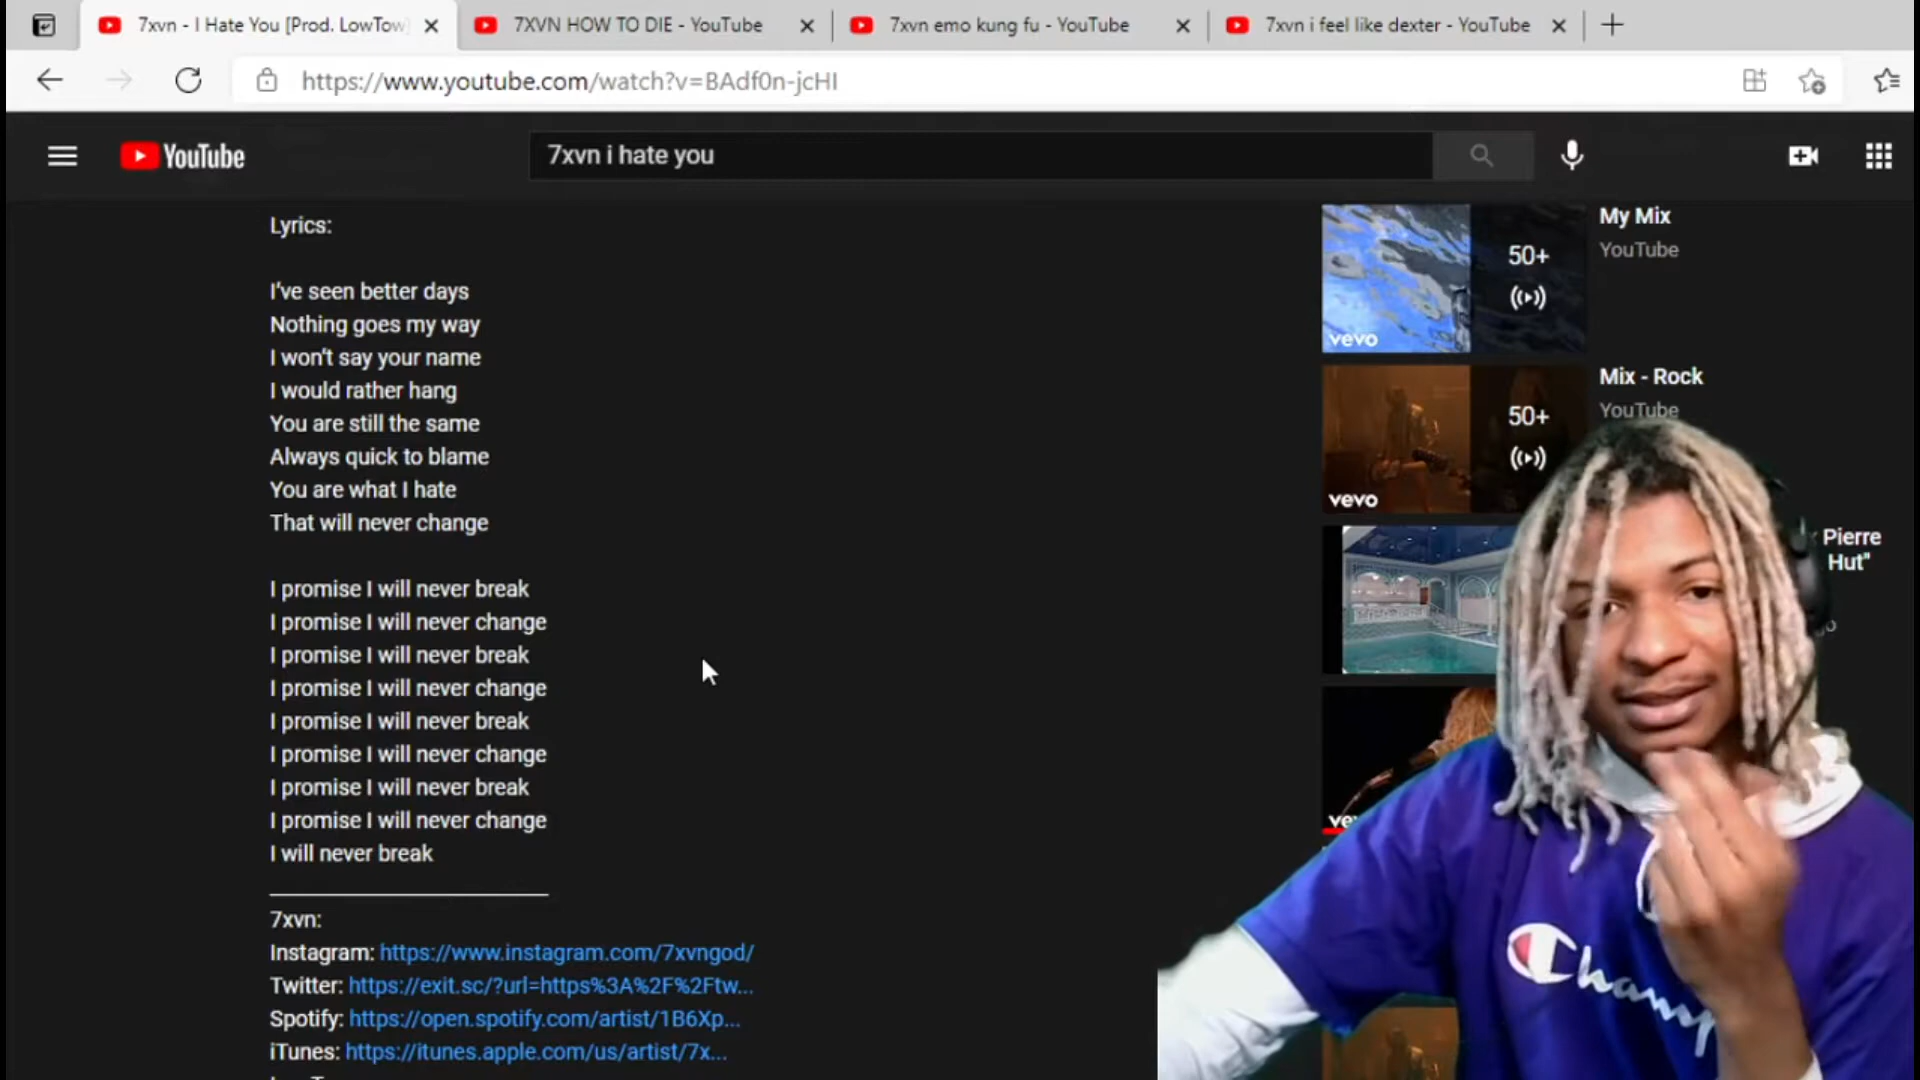 7xvn - I Hate You [Prod. LowTow
7XVN HOW TO DIE - YouTube
7xvn emo kung fu - YouTube
7xvn i feel like dexter - YouTube
https://www.youtube.com/watch?v=BAdf0n-jcHI
YouTube
7xvn i hate you
Lyrics:
I've seen better days
Nothing goes my way
I won't say your name
I would rather hang
You are still the same
Always quick to blame
You are what I hate
That will never change
I promise I will never break
I promise I will never change
I promise I will never break
I promise I will never change
I promise I will never break
I promise I will never change
I promise I will never break
I promise I will never change
I will never break
7xvn:
Instagram: https://www.instagram.com/7xvngod/
Twitter: https://exit.sc/?url=https%3A%2F%2Ftw...
Spotify: https://open.spotify.com/artist/1B6Xp...
iTunes: https://itunes.apple.com/us/artist/7x...
My Mix
YouTube
50+
vevo
Mix - Rock
YouTube
50+
vevo
Pierre
Hut"
Champ